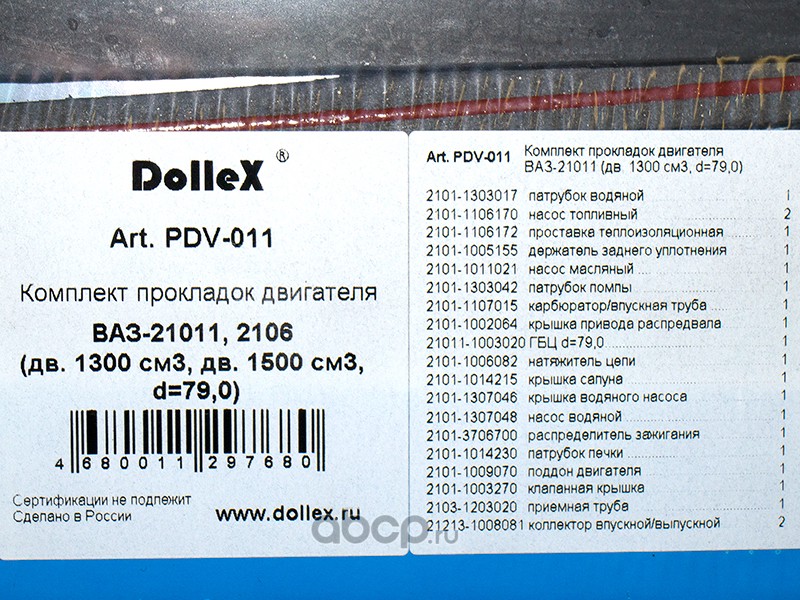 DolleX ®
Art. PDV-011
Комплект прокладок двигателя
ВАЗ-21011, 2106
(дв. 1300 см3, дв. 1500 см3,
d=79,0)
4 680011 297680
Сертификации не подлежит
Сделано в России
www.dollex.ru
Art. PDV-011 Комплект прокладок двигателя
ВАЗ-21011 (дв 1300 см3, d=79,0)
2101-1303017 патрубок водяной 1
2101-1106170 насос топливный 2
2101-1106172 проставка теплоизоляционная 1
2101-1005155 держатель заднего уплотнения 1
2101-1011021 насос масляный 1
2101-1303042 патрубок помпы 1
2101-1107015 карбюратор/впускная труба 1
2101-1002064 крышка привода распредвала 1
21011-1003020 ГБЦ d=79,0 1
2101-1006082 натяжитель цепи 1
2101-1014215 крышка сапуна 1
2101-1307046 крышка водяного насоса 1
2101-1307048 насос водяной 1
2101-3706700 распределитель зажигания 1
2101-1014230 патрубок печки 1
2101-1009070 поддон двигателя 1
2101-1003270 клапанная крышка 1
2103-1203020 приемная труба 1
21213-1008081 коллектор впускной/выпускной 2
abcp.ru